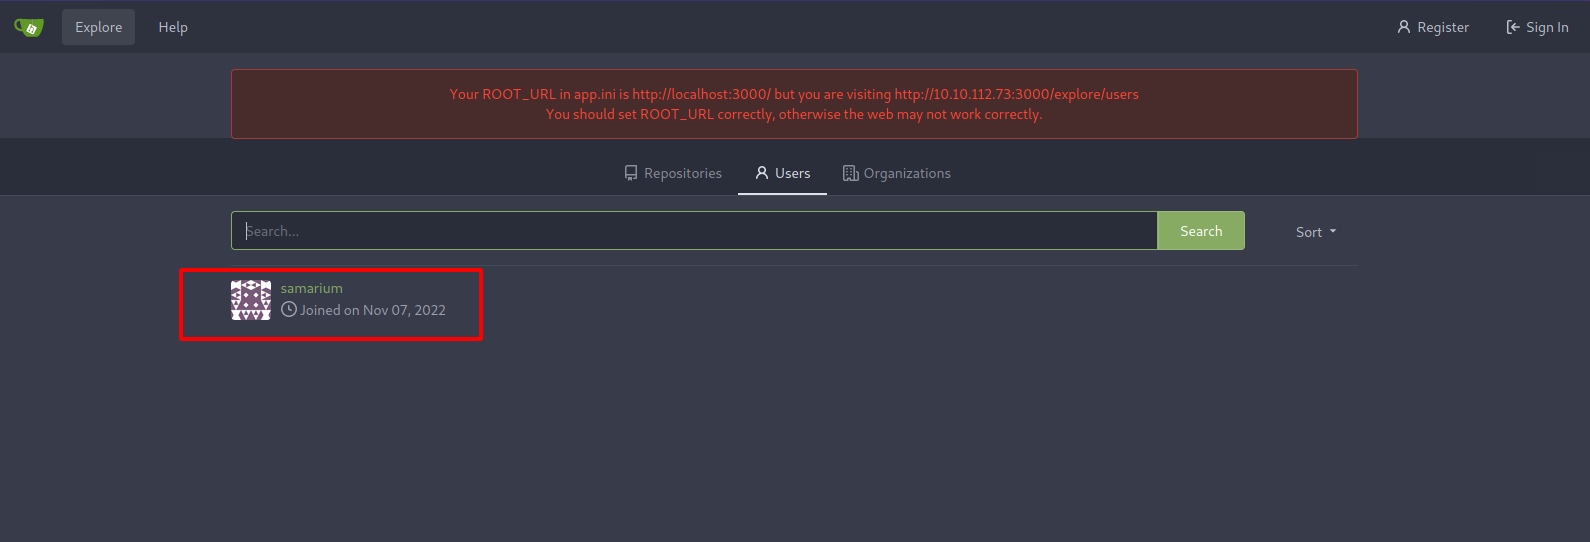 Explore Help Register Sign In
Your ROOT_URL in app.ini is http://localhost:3000/ but you are visiting http://10.10.112.73:3000/explore/users
You should set ROOT_URL correctly, otherwise the web may not work correctly.
Repositories Users Organizations
Search... Search Sort
samarium
Joined on Nov 07, 2022